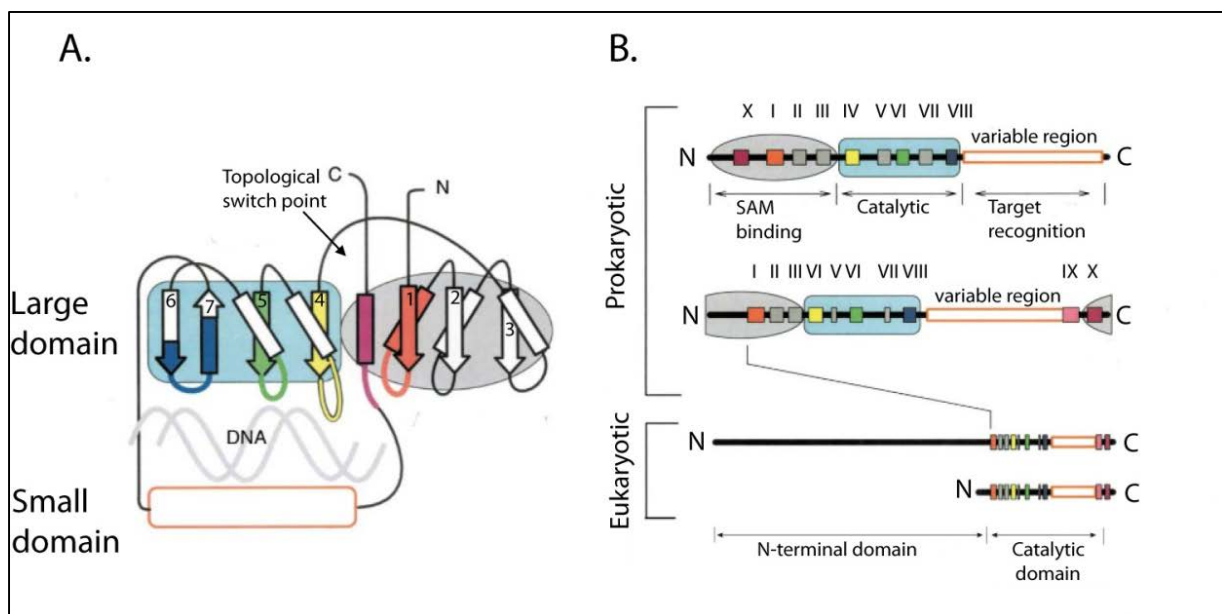 A.
Topological
switch point
C
N
6
7
5
4
1
2
3
Large
domain
DNA
Small
domain
B.
Prokaryotic
X I II III IV V VI VII VIII
variable region
N
C
SAM
binding
Catalytic
Target
recognition
I II III VI V VI VII VIII
variable region
IX X
N
C
Eukaryotic
N
C
N
C
N-terminal domain
Catalytic
domain